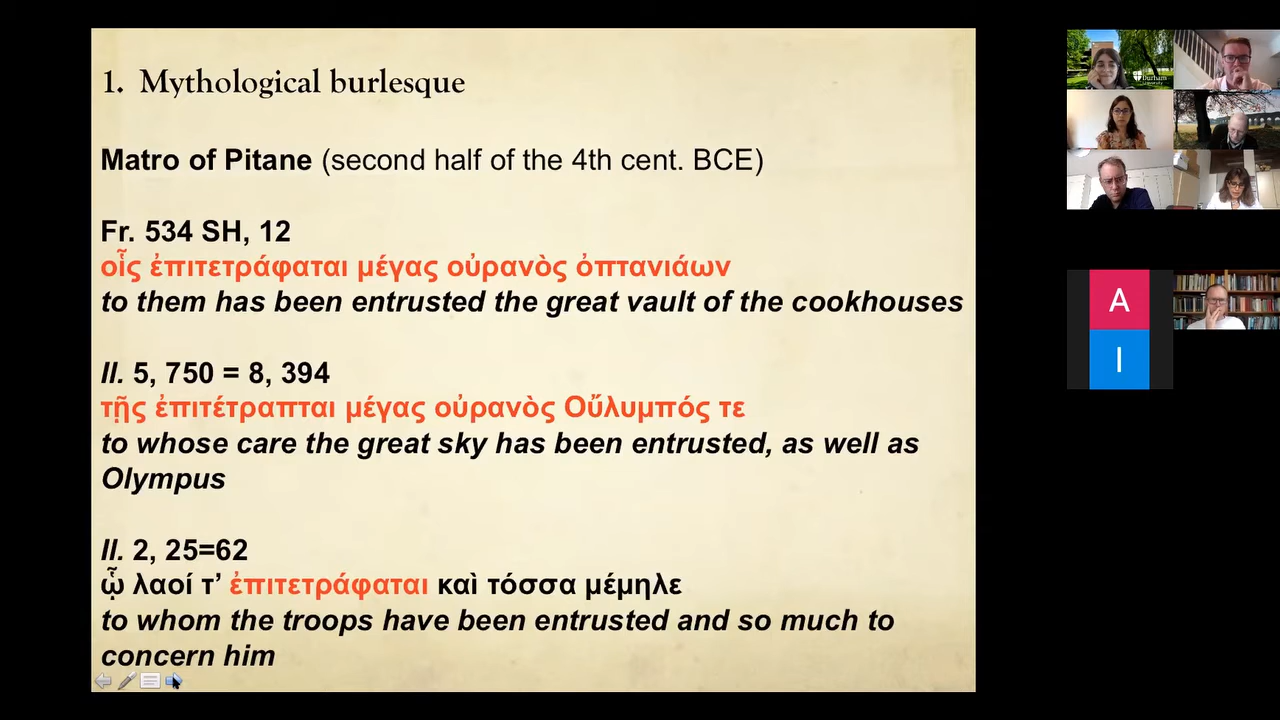 1. Mythological burlesque
Matro of Pitane (second half of the 4th cent. BCE)
Fr. 534 SH, 12
οἷς ἐπιτετράφαται μέγας οὐρανὸς ὀπτανιάων
to them has been entrusted the great vault of the cookhouses
Il. 5, 750 = 8, 394
τῇς ἐπιτέτραπται μέγας οὐρανὸς Οὔλυμπός τε
to whose care the great sky has been entrusted, as well as
Olympus
Il. 2, 25=62
ᾧ λαοί τ’ ἐπιτετράφαται καὶ τόσσα μέμηλε
to whom the troops have been entrusted and so much to
concern him
Durham
University
A
I